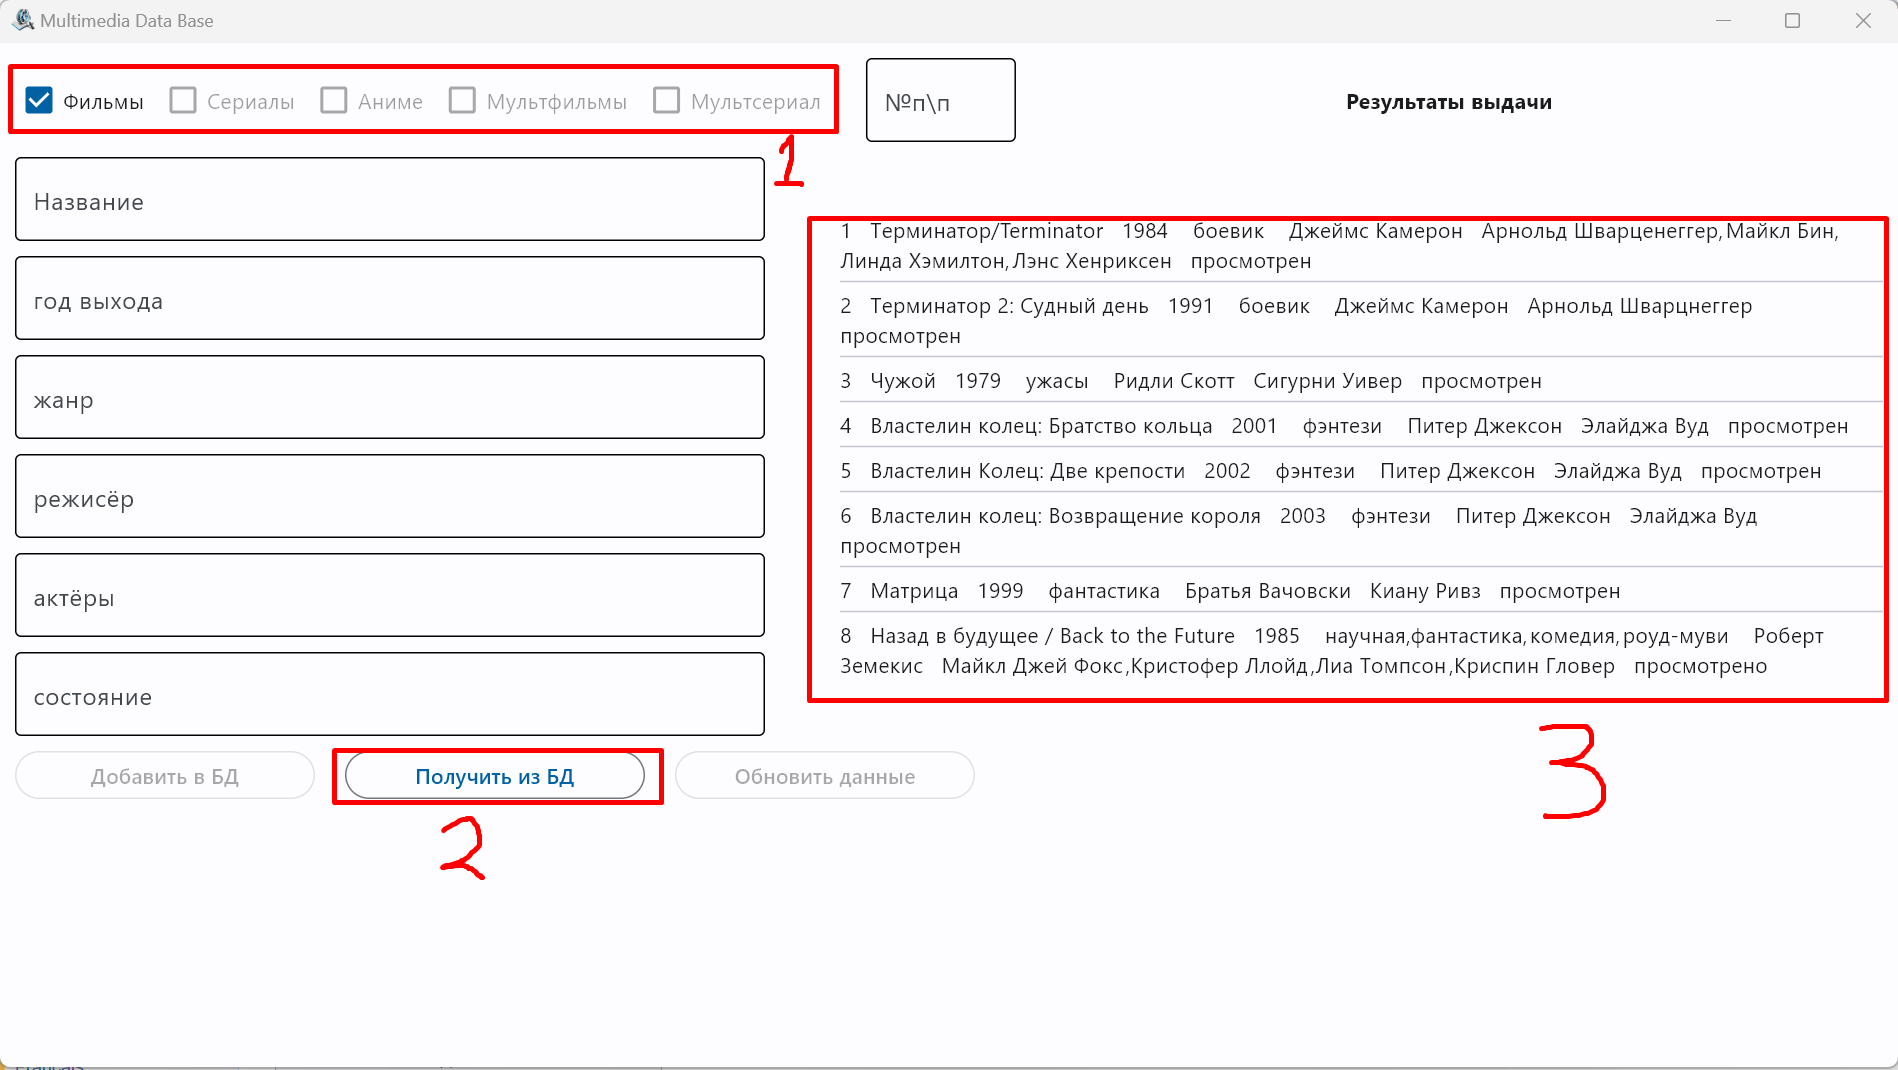 Multimedia Data Base
Фильмы Сериалы Аниме Мультфильмы Мультсериал
№п\п
Результаты выдачи
1
Название
год выхода
жанр
режисёр
актёры
состояние
1 Терминатор/Terminator 1984 боевик Джеймс Камерон Арнольд Шварценеггер,Майкл Бин,
Линда Хэмилтон,Лэнс Хенриксен просмотрен
2 Терминатор 2: Судный день 1991 боевик Джеймс Камерон Арнольд Шварцнеггер
просмотрен
3 Чужой 1979 ужасы Ридли Скотт Сигурни Уивер просмотрен
4 Властелин колец: Братство кольца 2001 фэнтези Питер Джексон Элайджа Вуд просмотрен
5 Властелин Колец: Две крепости 2002 фэнтези Питер Джексон Элайджа Вуд просмотрен
6 Властелин колец: Возвращение короля 2003 фэнтези Питер Джексон Элайджа Вуд
просмотрен
7 Матрица 1999 фантастика Братья Вачовски Киану Ривз просмотрен
8 Назад в будущее / Back to the Future 1985 научная,фантастика,комедия,роуд-муви Роберт
Земекис Майкл Джей Фокс,Кристофер Ллойд,Лиа Томпсон,Криспин Гловер просмотрено
3
Добавить в БД Получить из БД Обновить данные
2